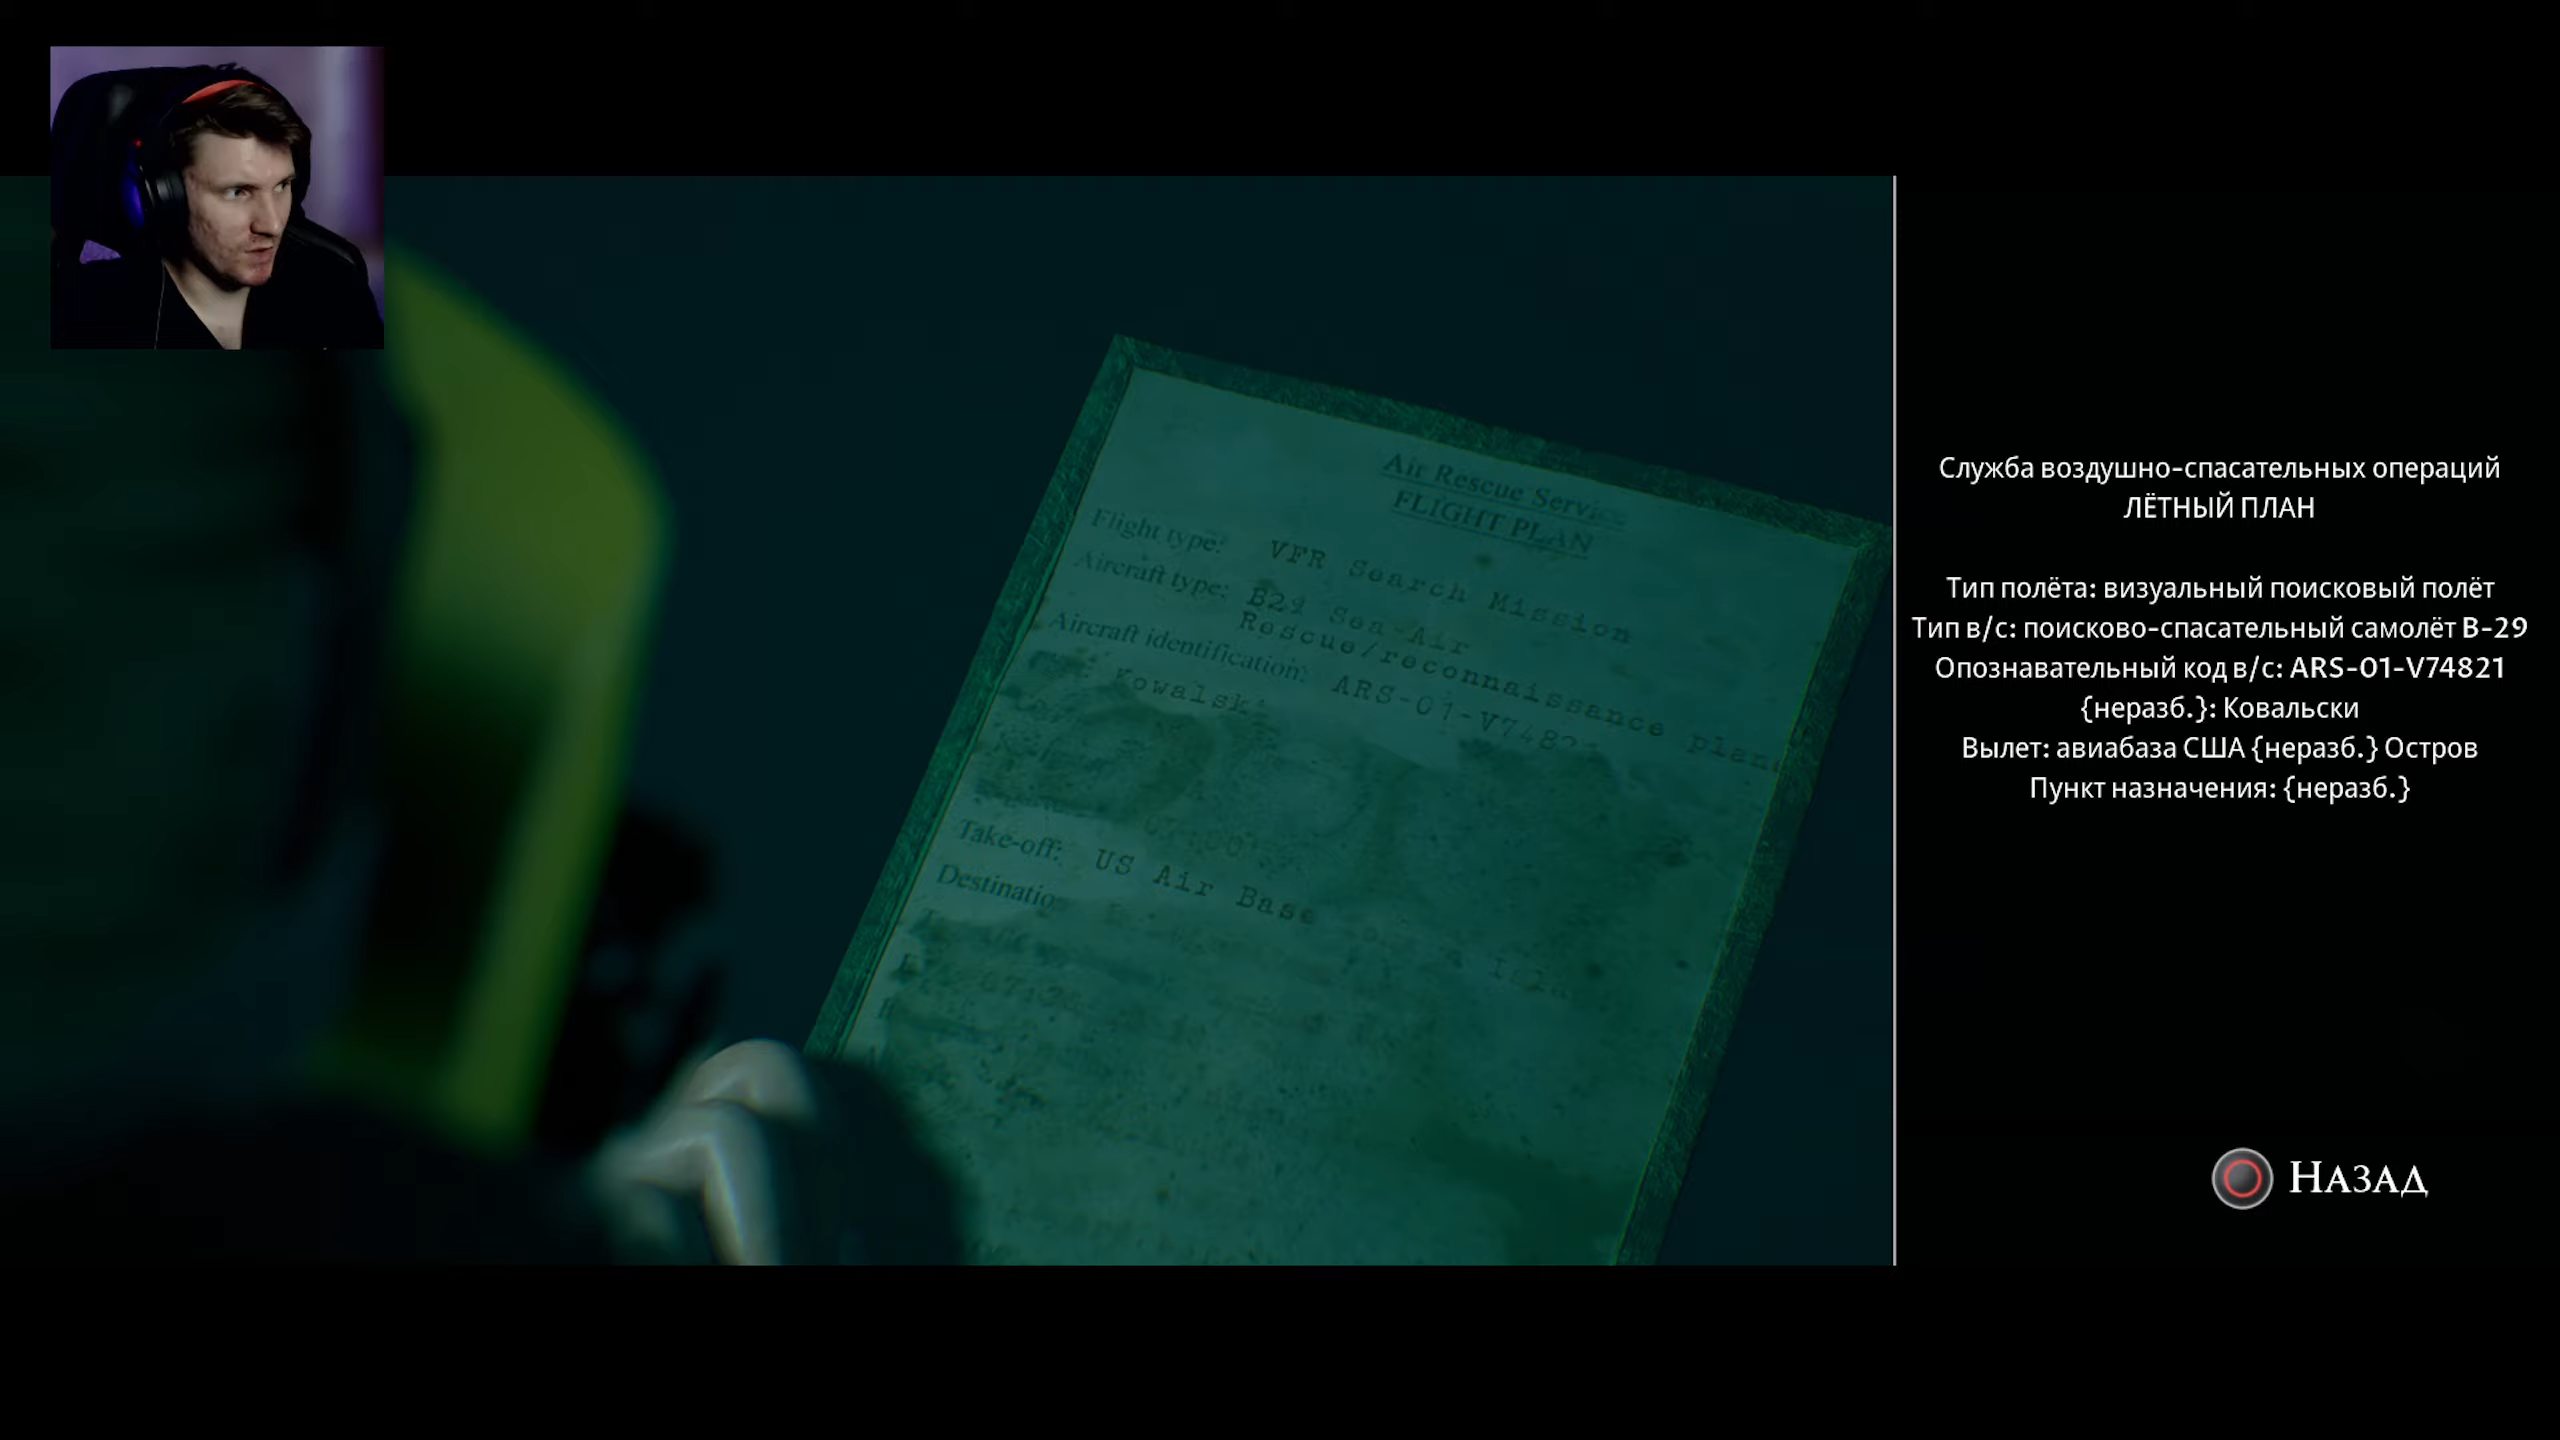 Air Rescue Service
FLIGHT PLAN
Flight type: VFR Search Mission
Aircraft type: B29 Sea-Air
Rescue/reconnaissance plane
Aircraft identification: ARS-01-V74821
Kowalski
Take-off: US Air Base
Destination
Служба воздушно-спасательных операций
ЛЁТНЫЙ ПЛАН
Тип полёта: визуальный поисковый полёт
Тип в/с: поисково-спасательный самолёт B-29
Опознавательный код в/с: ARS-01-V74821
{неразб.}: Ковальски
Вылет: авиабаза США {неразб.} Остров
Пункт назначения: {неразб.}
НАЗАД